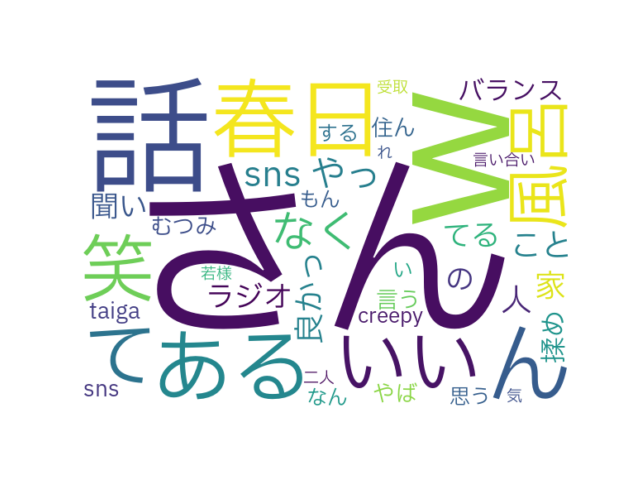 受取
話
春日
W
バランス
風呂
する
住ん
れ
sns
やっ
言い合い
さん
聞い
もん
むつみ
なく
てる
こと
笑
若様
い
の
家
ラジオ
言う
人
taiga
良かっ
creepy
揉め
て
ある
いい
ん
sns
二人
なん
やば
思う
気